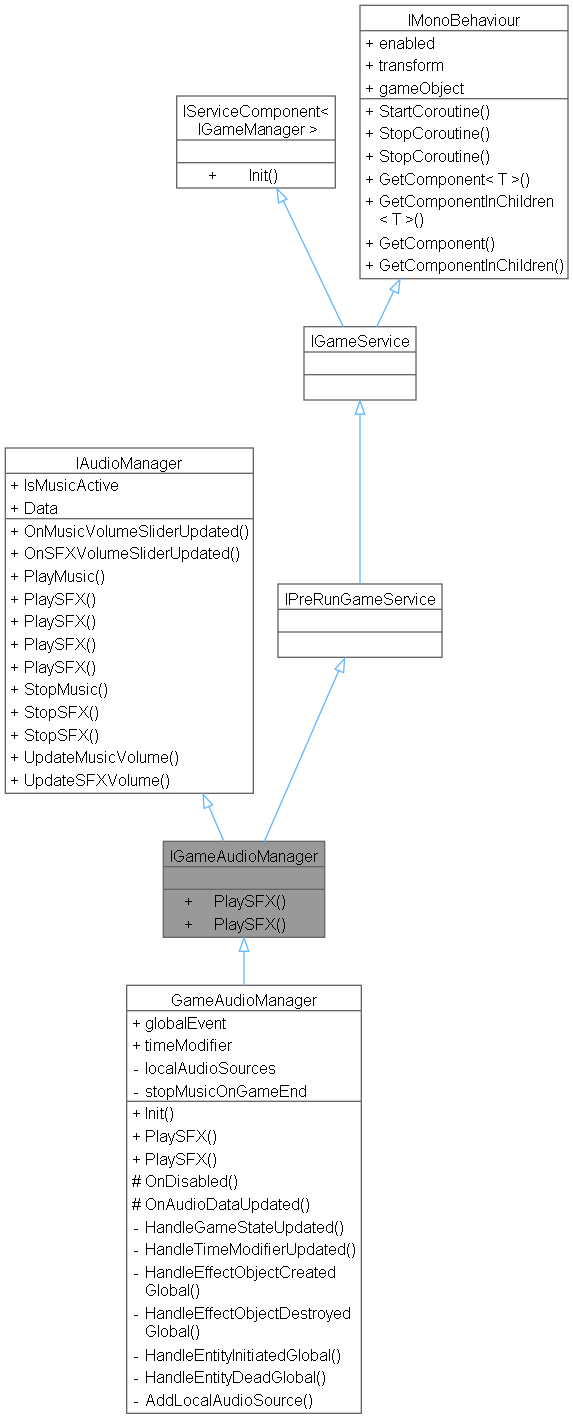 IMonoBehaviour
+ enabled
+ transform
+ gameObject
+ StartCoroutine()
+ StopCoroutine()
+ StopCoroutine()
+ GetComponent< T >()
+ GetComponentInChildren
< T >()
+ GetComponent()
+ GetComponentInChildren()
IServiceComponent<
IGameManager >
+ Init()
IGameService
IAudioManager
+ IsMusicActive
+ Data
+ OnMusicVolumeSliderUpdated()
+ OnSFXVolumeSliderUpdated()
+ PlayMusic()
+ PlaySFX()
+ PlaySFX()
+ PlaySFX()
+ PlaySFX()
+ StopMusic()
+ StopSFX()
+ StopSFX()
+ UpdateMusicVolume()
+ UpdateSFXVolume()
IPreRunGameService
IGameAudioManager
+ PlaySFX()
+ PlaySFX()
GameAudioManager
+ globalEvent
+ timeModifier
- localAudioSources
- stopMusicOnGameEnd
+ Init()
+ PlaySFX()
+ PlaySFX()
# OnDisabled()
# OnAudioDataUpdated()
- HandleGameStateUpdated()
- HandleTimeModifierUpdated()
- HandleEffectObjectCreated
Global()
- HandleEffectObjectDestroyed
Global()
- HandleEntityInitiatedGlobal()
- HandleEntityDeadGlobal()
- AddLocalAudioSource()